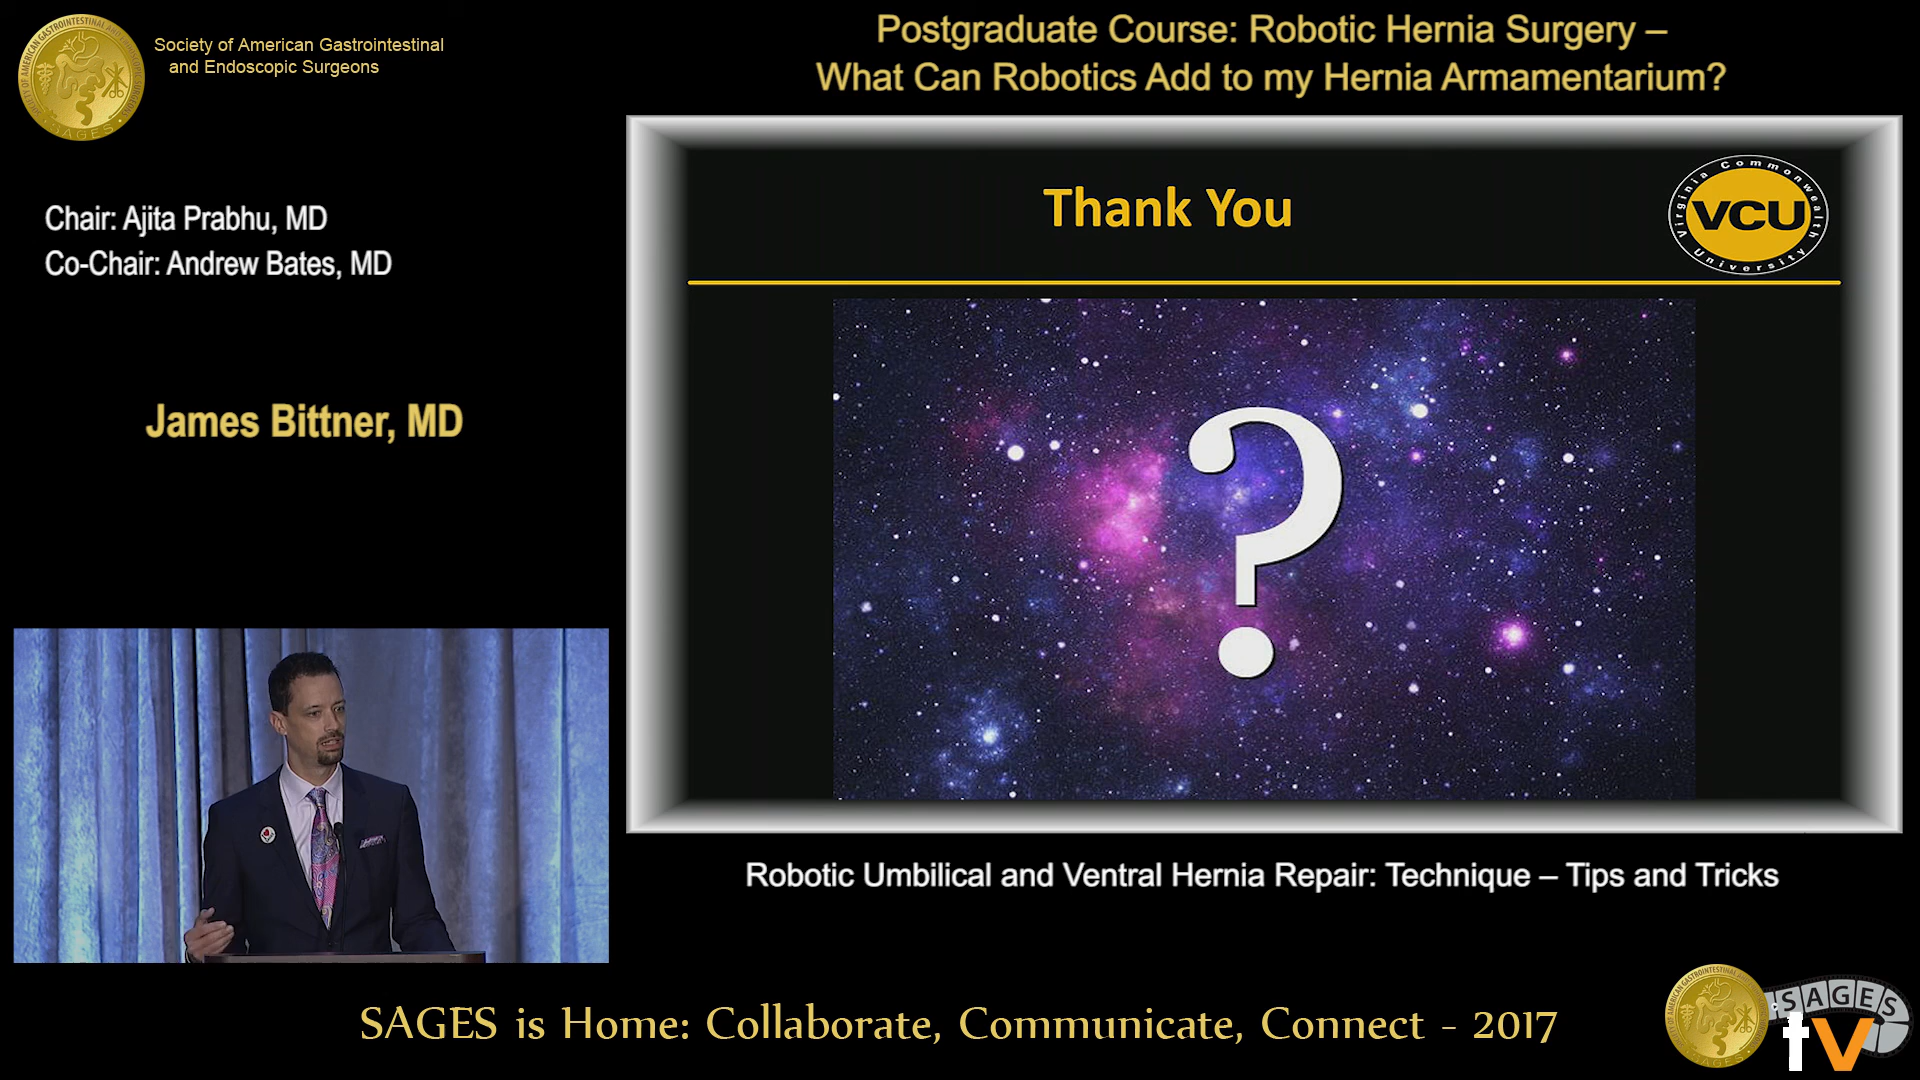 Society of American Gastrointestinal
and Endoscopic Surgeons
Postgraduate Course: Robotic Hernia Surgery –
What Can Robotics Add to my Hernia Armamentarium?
Chair: Ajita Prabhu, MD
Co-Chair: Andrew Bates, MD
James Bittner, MD
Thank You
Virginia Commonwealth
VCU
University
?
Robotic Umbilical and Ventral Hernia Repair: Technique – Tips and Tricks
SAGES is Home: Collaborate, Communicate, Connect - 2017
SAGES
SAGES
tv